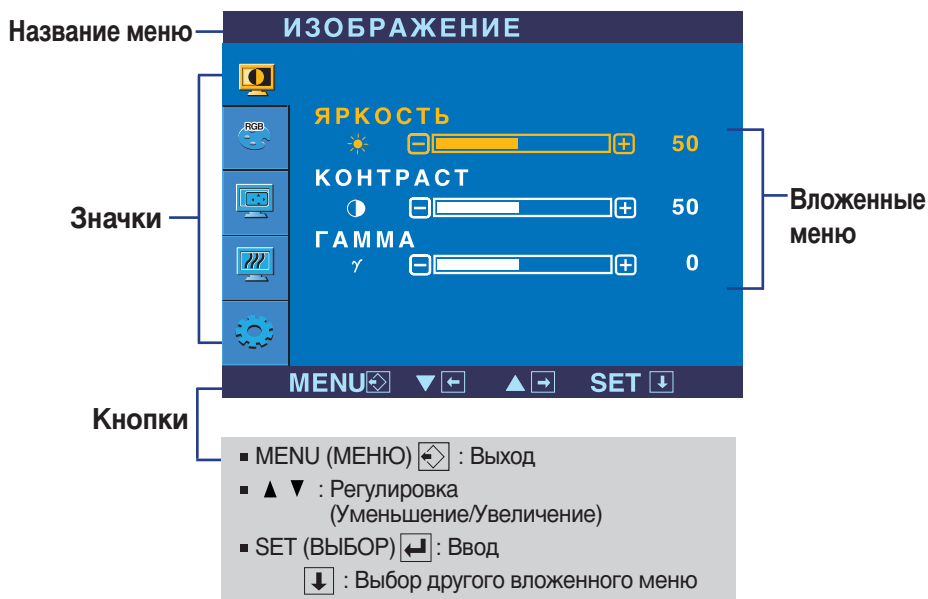 Название меню
ИЗОБРАЖЕНИЕ
ЯРКОСТЬ
50
RGB
КОНТРАСТ
50
Значки
Вложенные
меню
ГАММА
γ
0
MENU ▼ ← ▲ → SET ↓
Кнопки
▪ MENU (МЕНЮ) : Выход
▪ ▲ ▼ : Регулировка
(Уменьшение/Увеличение)
▪ SET (ВЫБОР) ↵ : Ввод
↓ : Выбор другого вложенного меню